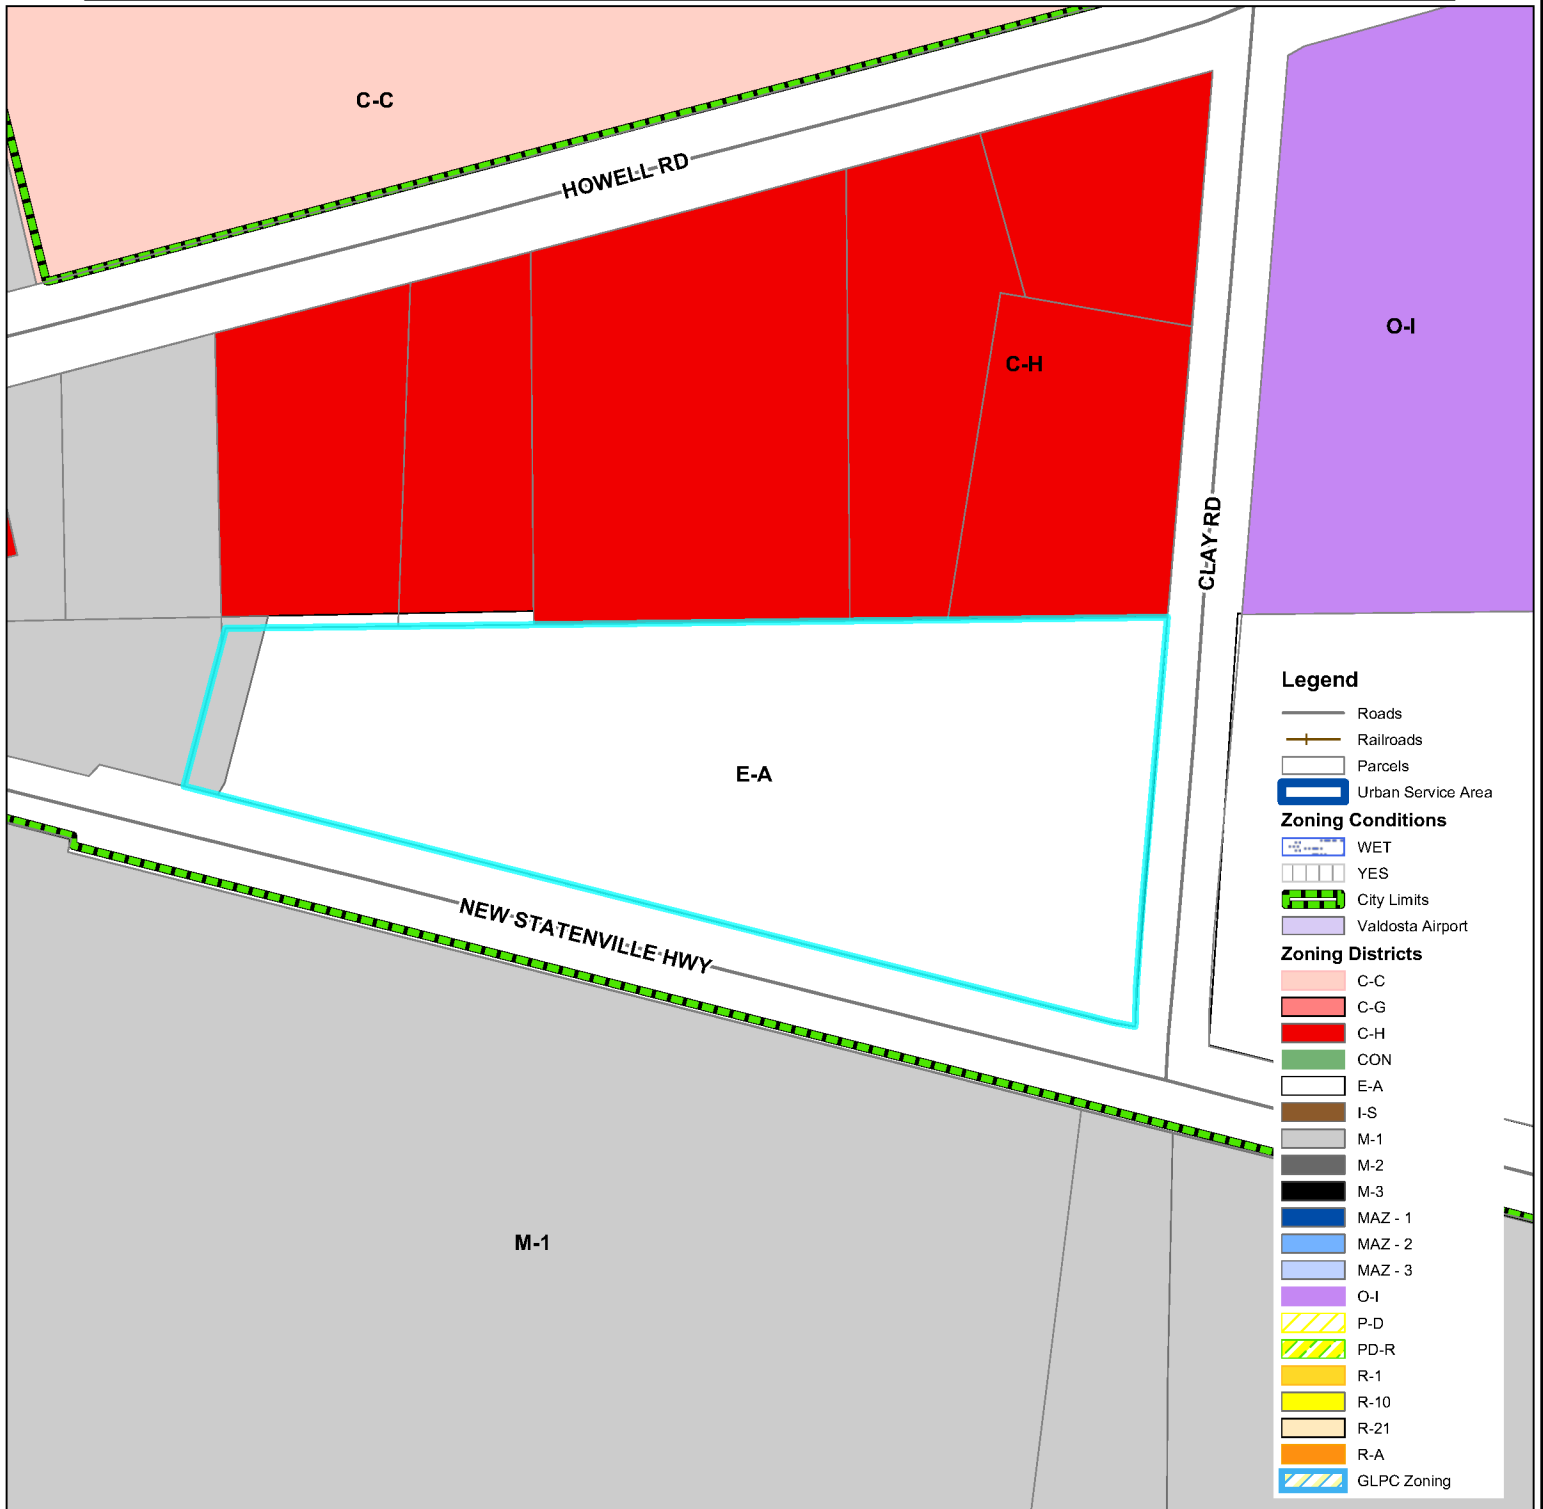 C-C
HOWELL RD
O-I
C-H
CLAY RD
E-A
NEW STATENVILLE HWY
M-1
Legend
Roads
Railroads
Parcels
Urban Service Area
Zoning Conditions
WET
YES
City Limits
Valdosta Airport
Zoning Districts
C-C
C-G
C-H
CON
E-A
I-S
M-1
M-2
M-3
MAZ - 1
MAZ - 2
MAZ - 3
O-I
P-D
PD-R
R-1
R-10
R-21
R-A
GLPC Zoning